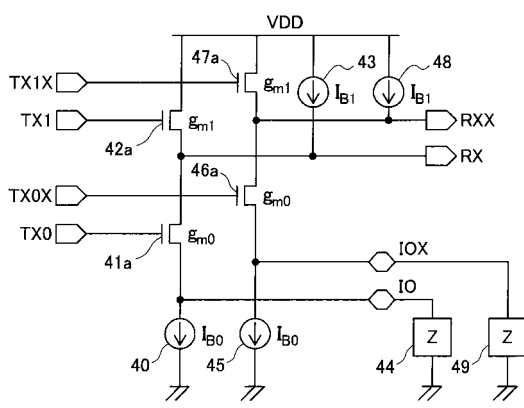 VDD
47a
43
48
TX1X
gm1
IB1
IB1
TX1
gm1
RXX
42a
46a
RX
TX0X
gm0
TX0
gm0
41a
IOX
IO
40
IB0
45
IB0
44
Z
49
Z